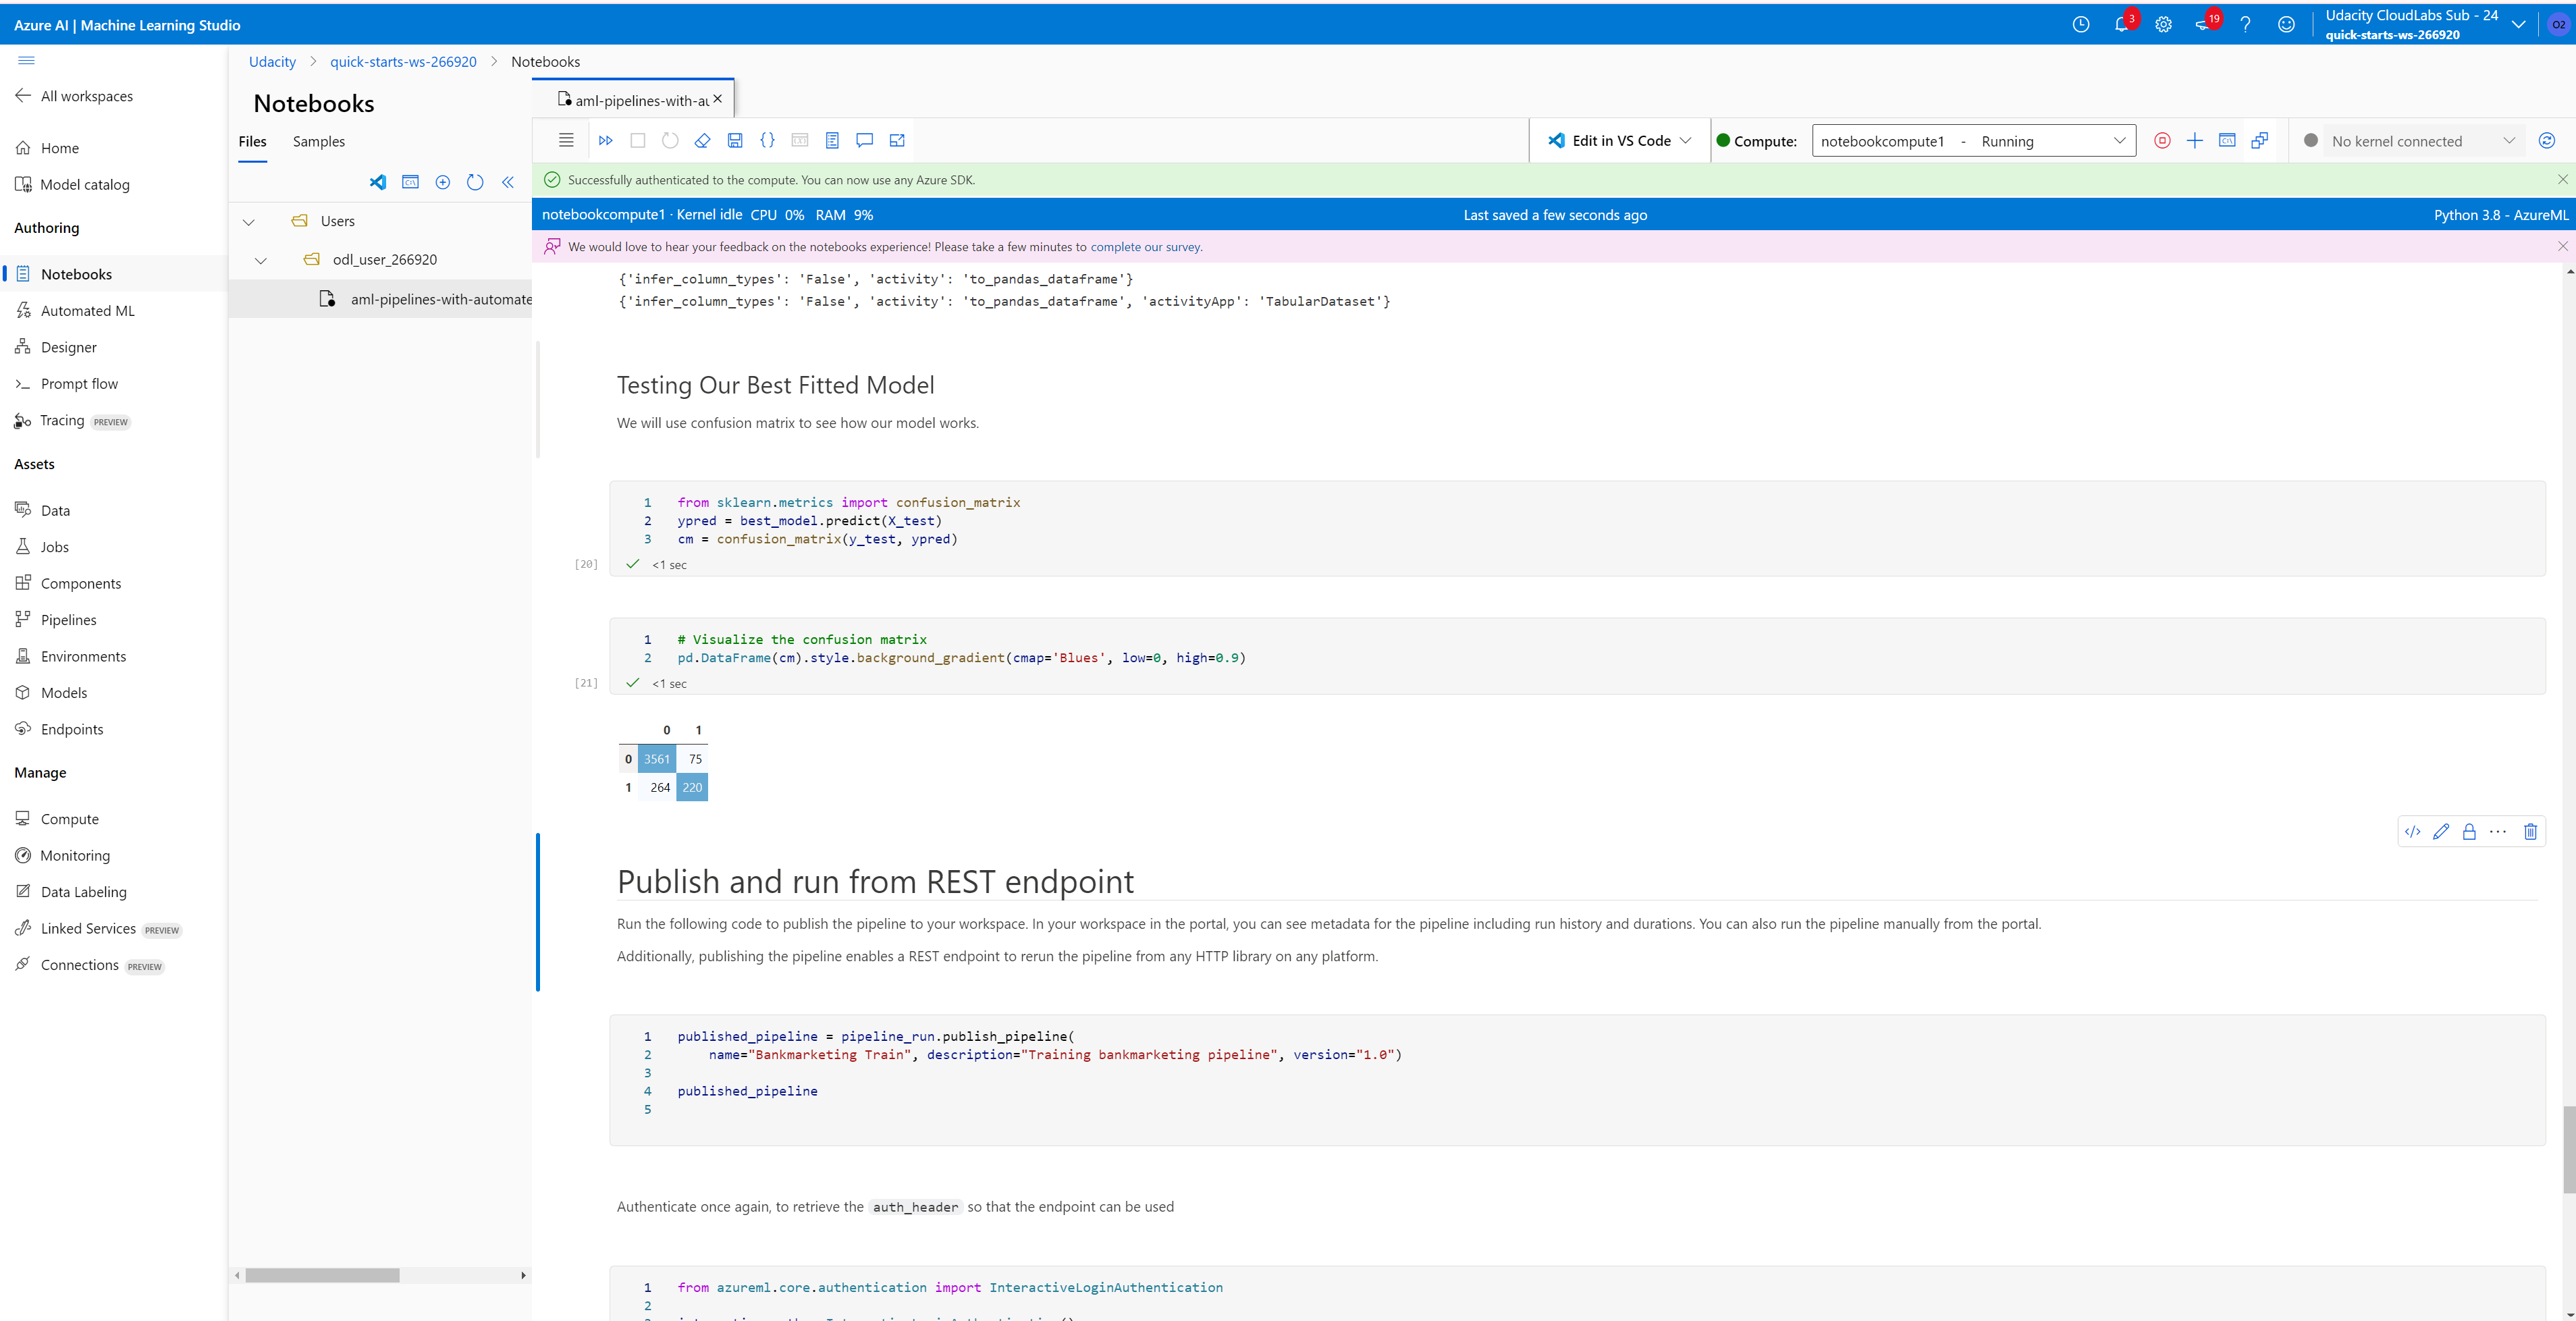 Azure AI | Machine Learning Studio
3
19
Udacity CloudLabs Sub - 24
quick-starts-ws-266920
O2
All workspaces
Home
Model catalog
Authoring
Notebooks
Automated ML
Designer
Prompt flow
Tracing PREVIEW
Assets
Data
Jobs
Components
Pipelines
Environments
Models
Endpoints
Manage
Compute
Monitoring
Data Labeling
Linked Services PREVIEW
Connections PREVIEW
Udacity > quick-starts-ws-266920 > Notebooks
Notebooks
Files Samples
Users
odl_user_266920
aml-pipelines-with-automate
aml-pipelines-with-au
Edit in VS Code
Compute: notebookcompute1 - Running
No kernel connected
Successfully authenticated to the compute. You can now use any Azure SDK.
notebookcompute1 · Kernel idle CPU 0% RAM 9%
Last saved a few seconds ago
Python 3.8 - AzureML
We would love to hear your feedback on the notebooks experience! Please take a few minutes to complete our survey.
{'infer_column_types': 'False', 'activity': 'to_pandas_dataframe'}
{'infer_column_types': 'False', 'activity': 'to_pandas_dataframe', 'activityApp': 'TabularDataset'}
Testing Our Best Fitted Model
We will use confusion matrix to see how our model works.
1 from sklearn.metrics import confusion_matrix
2 ypred = best_model.predict(X_test)
3 cm = confusion_matrix(y_test, ypred)
[20] <1 sec
1 # Visualize the confusion matrix
2 pd.DataFrame(cm).style.background_gradient(cmap='Blues', low=0, high=0.9)
[21] <1 sec
0 1
0 3561 75
1 264 220
Publish and run from REST endpoint
Run the following code to publish the pipeline to your workspace. In your workspace in the portal, you can see metadata for the pipeline including run history and durations. You can also run the pipeline manually from the portal.
Additionally, publishing the pipeline enables a REST endpoint to rerun the pipeline from any HTTP library on any platform.
1 published_pipeline = pipeline_run.publish_pipeline(
2 name="Bankmarketing Train", description="Training bankmarketing pipeline", version="1.0")
3
4 published_pipeline
5
Authenticate once again, to retrieve the auth_header so that the endpoint can be used
1 from azureml.core.authentication import InteractiveLoginAuthentication
2